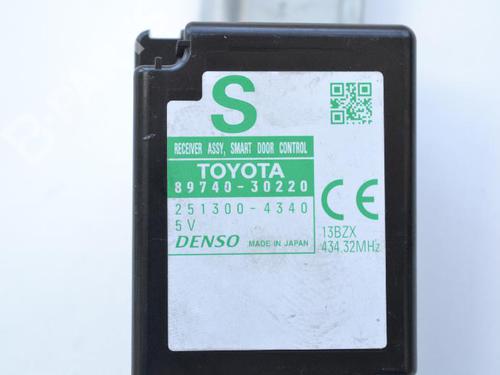 S
RECEIVER ASSY, SMART DOOR CONTROL
TOYOTA
89740-30220
251300-4340
5V
DENSO MADE IN JAPAN
CE
13BZX
434.32MHz